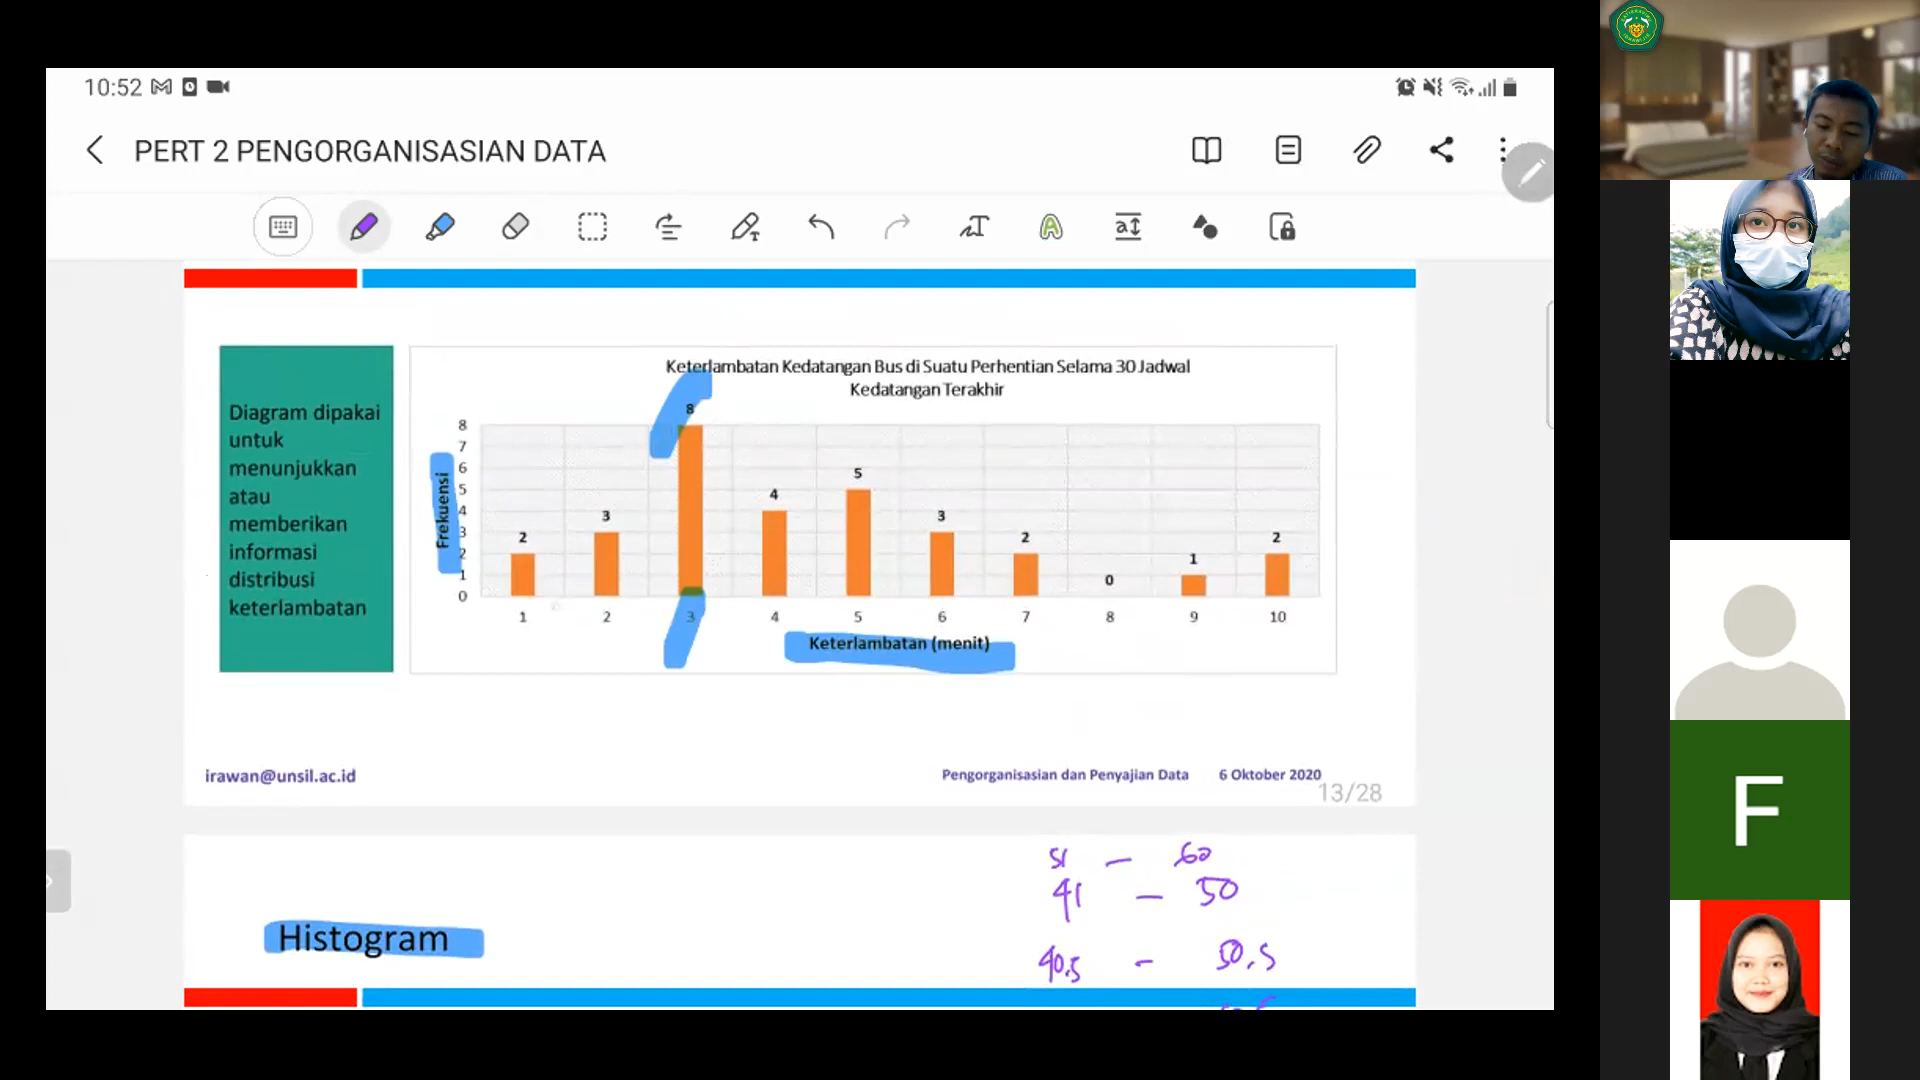 10:52
PERT 2 PENGORGANISASIAN DATA
Diagram dipakai
untuk
menunjukkan
atau
memberikan
informasi
distribusi
keterlambatan
Keterlambatan Kedatangan Bus di Suatu Perhentian Selama 30 Jadwal
Kedatangan Terakhir
Frekuensi
8
7
6
5
4
3
2
1
0
2
3
8
4
5
3
2
0
1
2
1 2 3 4 5 6 7 8 9 10
Keterlambatan (menit)
irawan@unsil.ac.id
Pengorganisasian dan Penyajian Data 6 Oktober 2020
13/28
51 – 60
41 – 50
Histogram
40.5 – 50.5
F